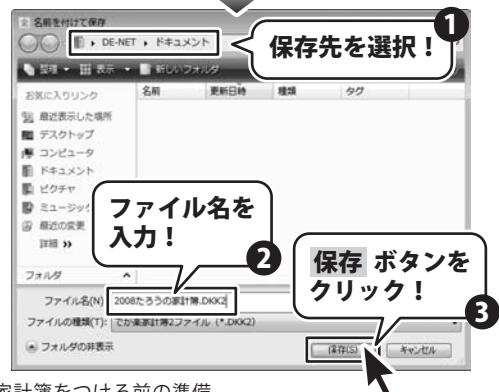 名前を付けて保存
❶
DE-NET ▸ ドキュメント
保存先を選択！
整理 ▼ 表示 ▼ 新しいフォルダ
お気に入りリンク
名前 更新日時 種類 タグ
最近表示した場所
デスクトップ
コンピュータ
ドキュメント
ピクチャ
ミュージック
最近の変更
詳細 »
ファイル名を
入力！
❷
保存 ボタンを
クリック！
❸
フォルダ ^
ファイル名(N): 2008たろうの家計簿.DKK2
ファイルの種類(T): でか楽家計簿2ファイル (*.DKK2)
フォルダの非表示
保存(S)
キャンセル
家計簿をつける前の準備